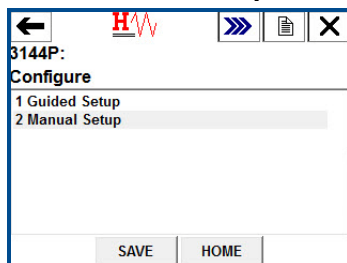 H
3144P:
Configure
1 Guided Setup
2 Manual Setup
SAVE HOME